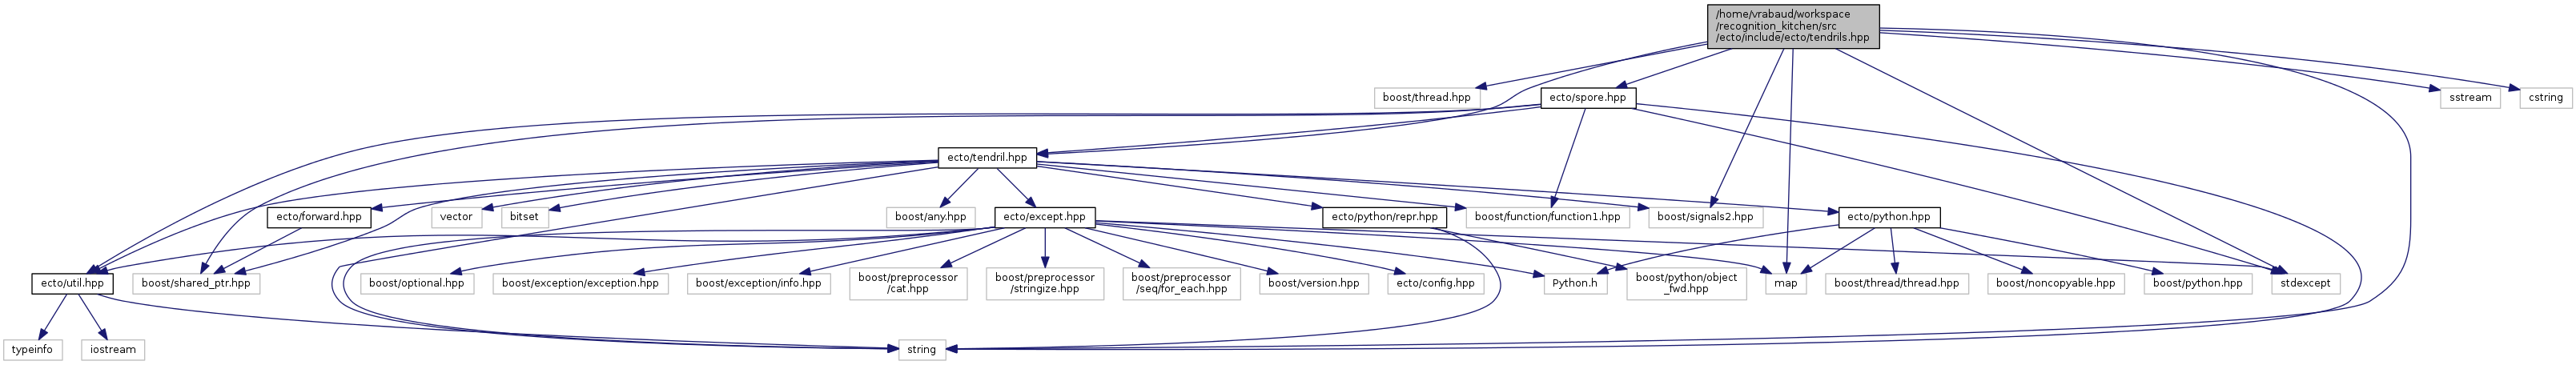 /home/vrabaud/workspace
/recognition_kitchen/src
/ecto/include/ecto/tendrils.hpp
boost/thread.hpp
ecto/spore.hpp
sstream
cstring
ecto/tendril.hpp
ecto/forward.hpp
vector
bitset
boost/any.hpp
ecto/except.hpp
ecto/python/repr.hpp
boost/function/function1.hpp
boost/signals2.hpp
ecto/python.hpp
ecto/util.hpp
boost/shared_ptr.hpp
boost/optional.hpp
boost/exception/exception.hpp
boost/exception/info.hpp
boost/preprocessor
/cat.hpp
boost/preprocessor
/stringize.hpp
boost/preprocessor
/seq/for_each.hpp
boost/version.hpp
ecto/config.hpp
Python.h
boost/python/object
_fwd.hpp
map
boost/thread/thread.hpp
boost/noncopyable.hpp
boost/python.hpp
stdexcept
typeinfo
iostream
string